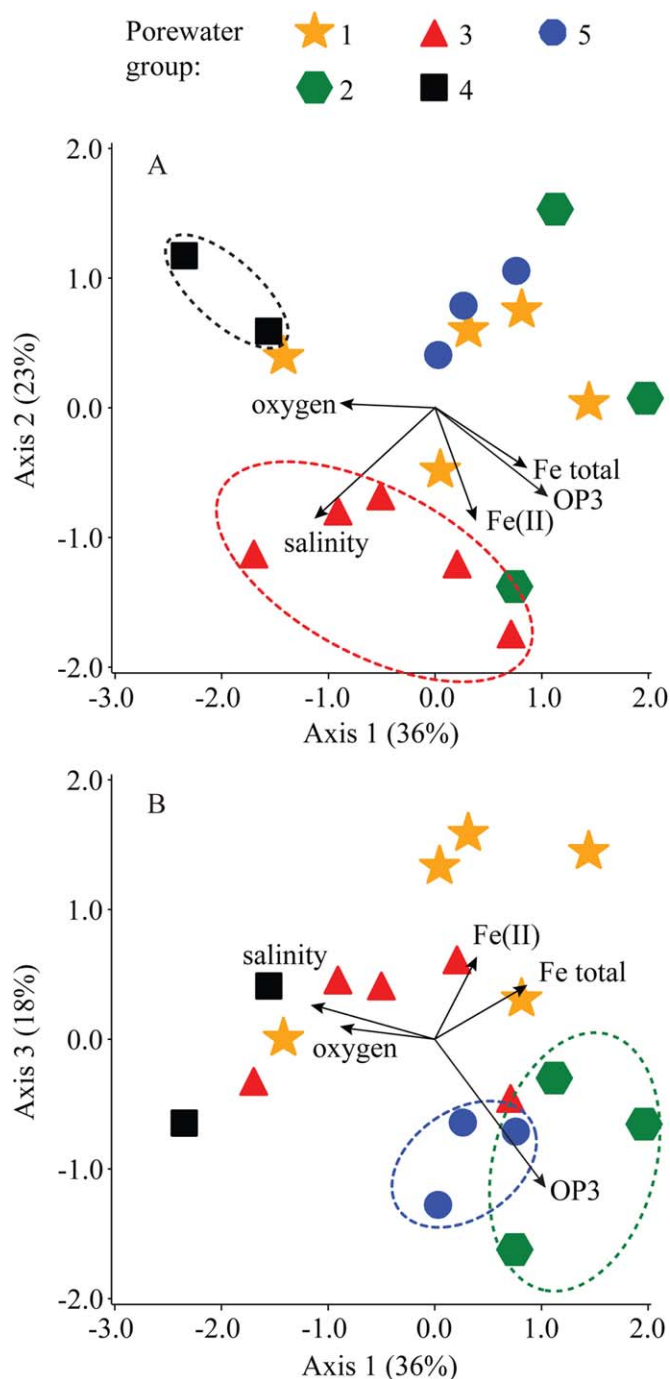 Porewater group:
1 3 5
2 4
A
2.0
1.0
0.0
-1.0
-2.0
Axis 2 (23%)
oxygen
Fe total
OP3
Fe(II)
salinity
-3.0 -2.0 -1.0 0.0 1.0 2.0
Axis 1 (36%)
B
2.0
1.0
0.0
-1.0
-2.0
Axis 3 (18%)
Fe(II)
salinity
Fe total
oxygen
OP3
-3.0 -2.0 -1.0 0.0 1.0 2.0
Axis 1 (36%)